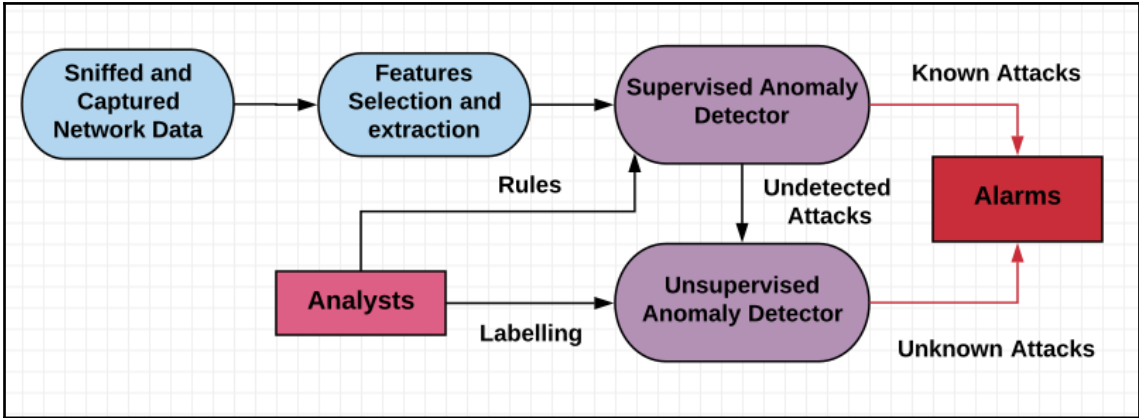 Sniffed and
Captured
Network Data
Features
Selection and
extraction
Supervised Anomaly
Detector
Known Attacks
Rules
Undetected
Attacks
Alarms
Analysts
Labelling
Unsupervised
Anomaly Detector
Unknown Attacks